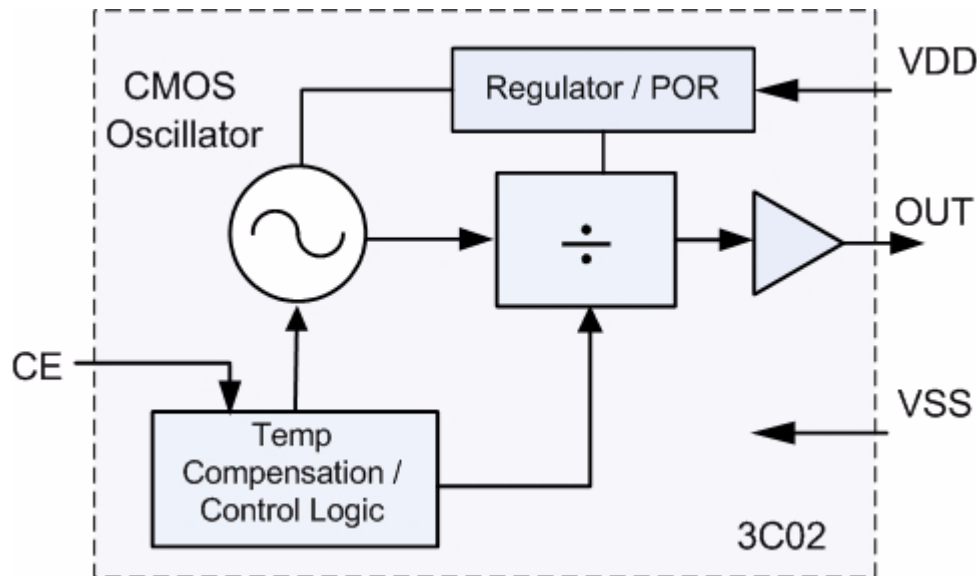 VDD
Regulator / POR
CMOS
Oscillator
÷
OUT
CE
VSS
Temp
Compensation /
Control Logic
3C02